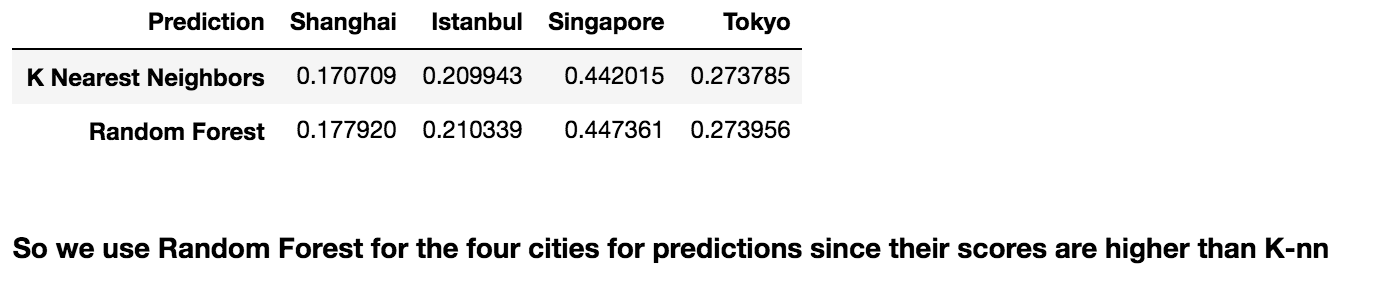 Prediction Shanghai Istanbul Singapore Tokyo
K Nearest Neighbors 0.170709 0.209943 0.442015 0.273785
Random Forest 0.177920 0.210339 0.447361 0.273956
So we use Random Forest for the four cities for predictions since their scores are higher than K-nn